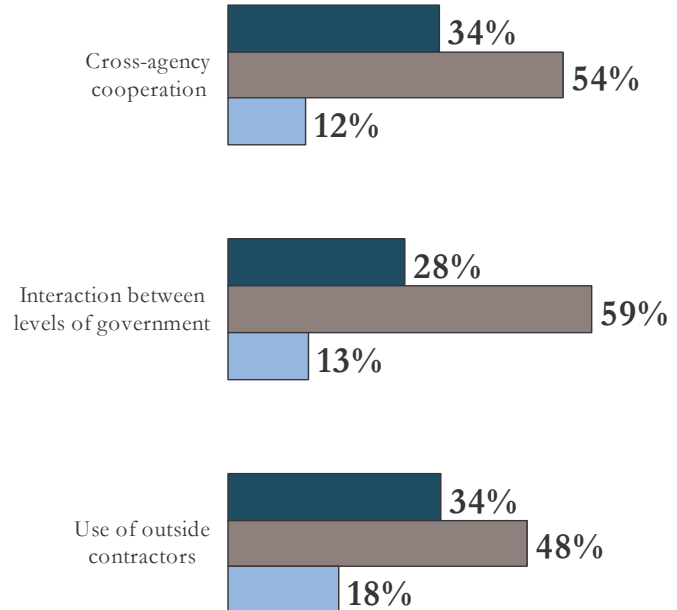 34%
Cross-agency
cooperation
54%
12%
28%
Interaction between
levels of government
59%
13%
34%
Use of outside
contractors
48%
18%